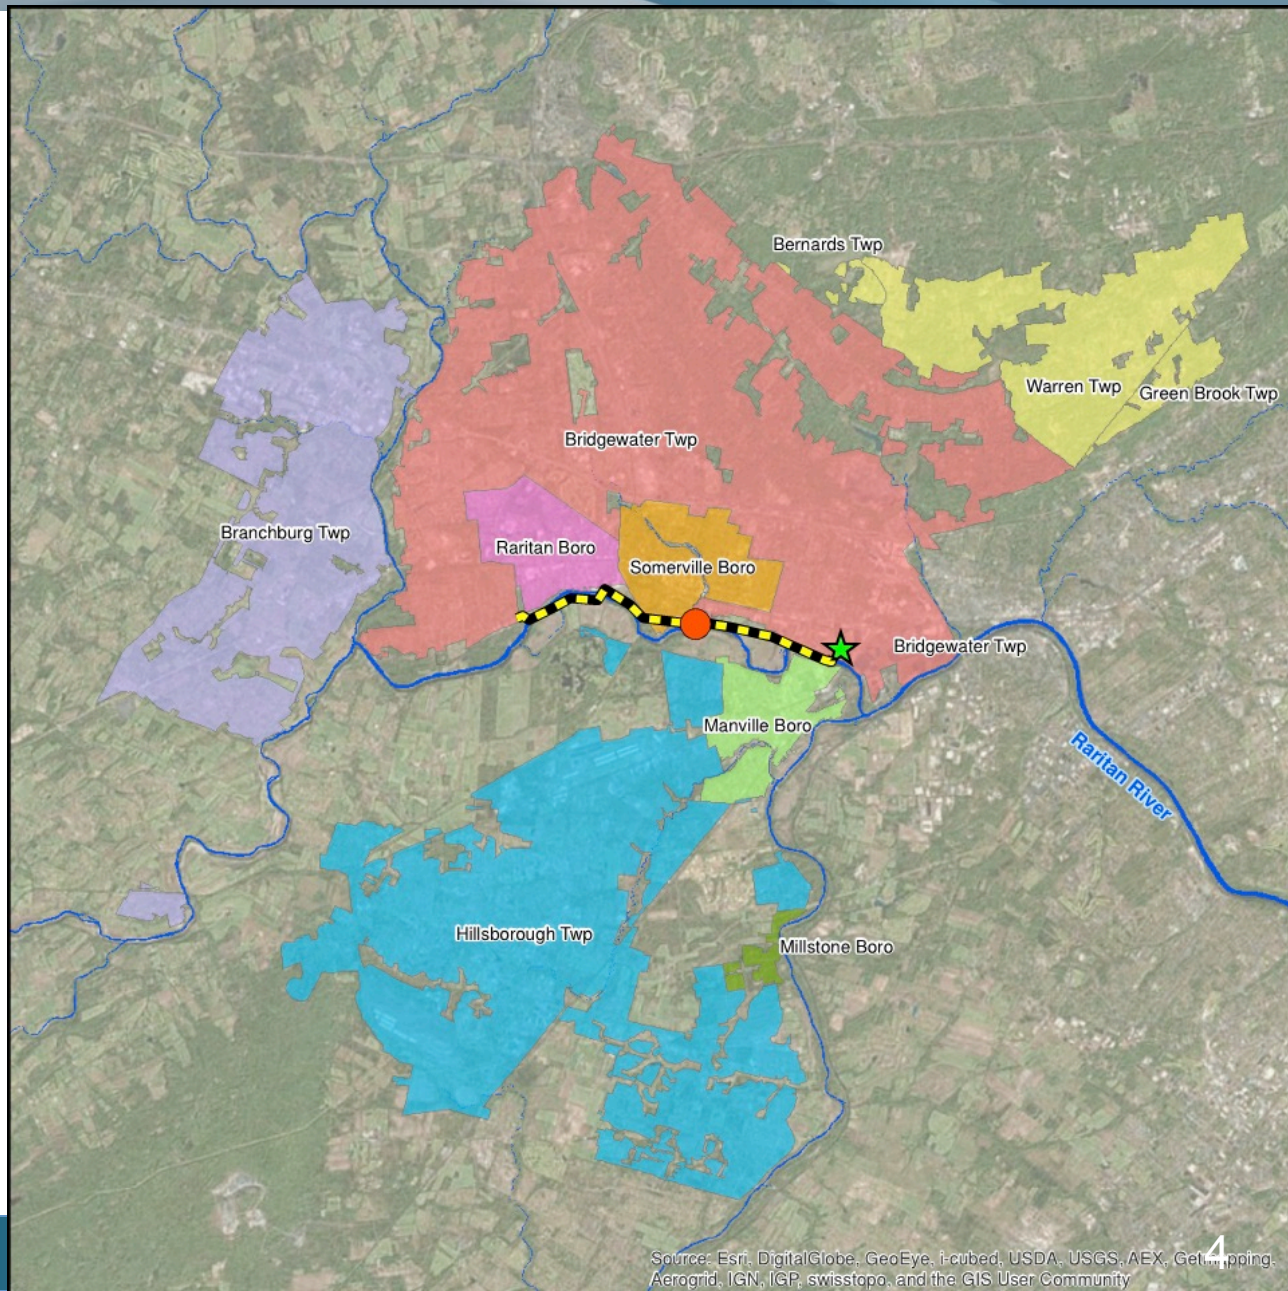 Bernards Twp
Warren Twp
Green Brook Twp
Bridgewater Twp
Branchburg Twp
Raritan Boro
Somerville Boro
Bridgewater Twp
Manville Boro
Raritan River
Hillsborough Twp
Millstone Boro
4
Source: Esri, DigitalGlobe, GeoEye, i-cubed, USDA, USGS, AEX,
Aerogrid, IGN, IGP, swisstopo, and the GIS User Community